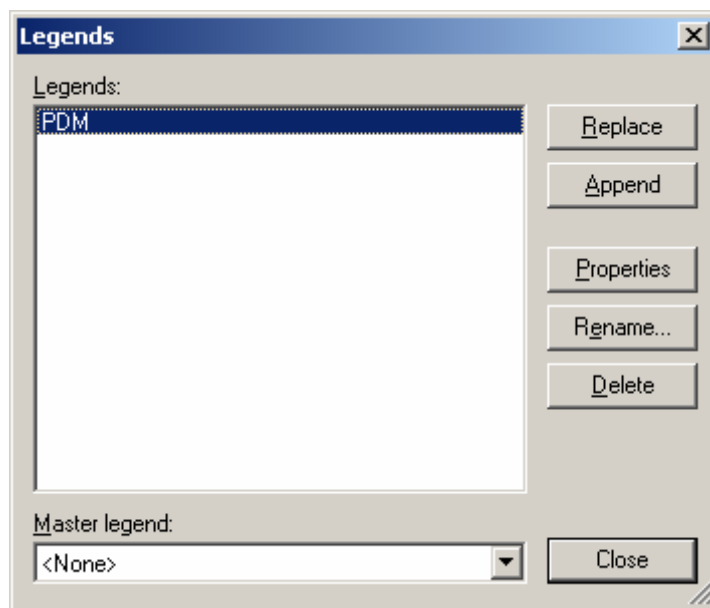 Legends
Legends:
PDM
Replace
Append
Properties
Rename...
Delete
Master legend:
<None>
Close